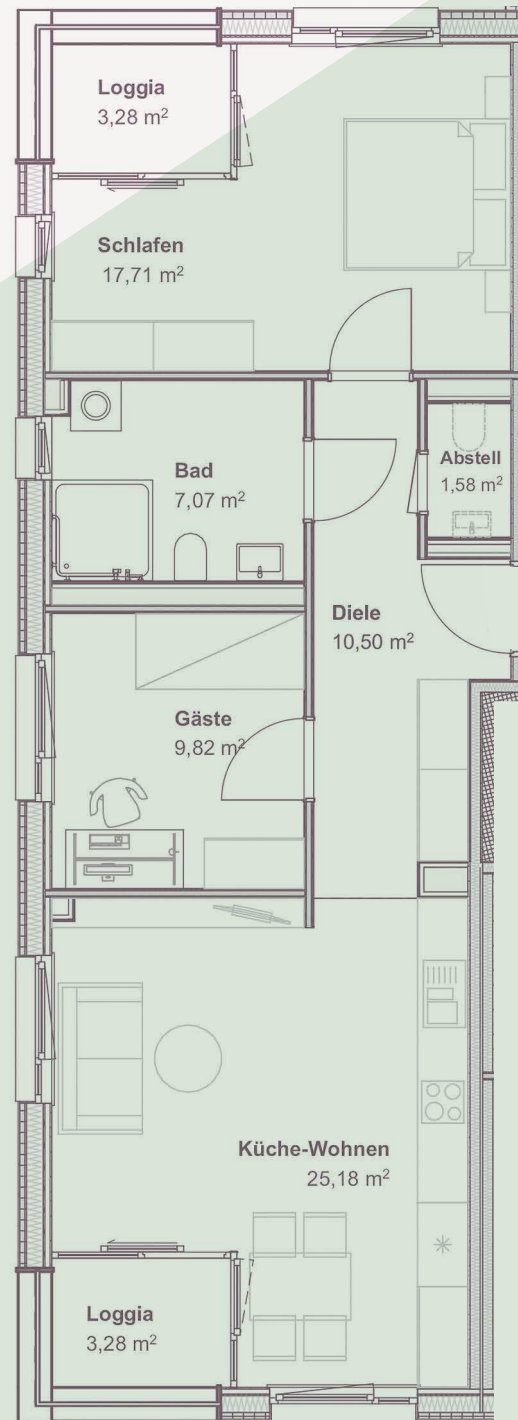 Loggia
3,28 m²
Schlafen
17,71 m²
Bad
7,07 m²
Abstell
1,58 m²
Diele
10,50 m²
Gäste
9,82 m²
Küche-Wohnen
25,18 m²
Loggia
3,28 m²